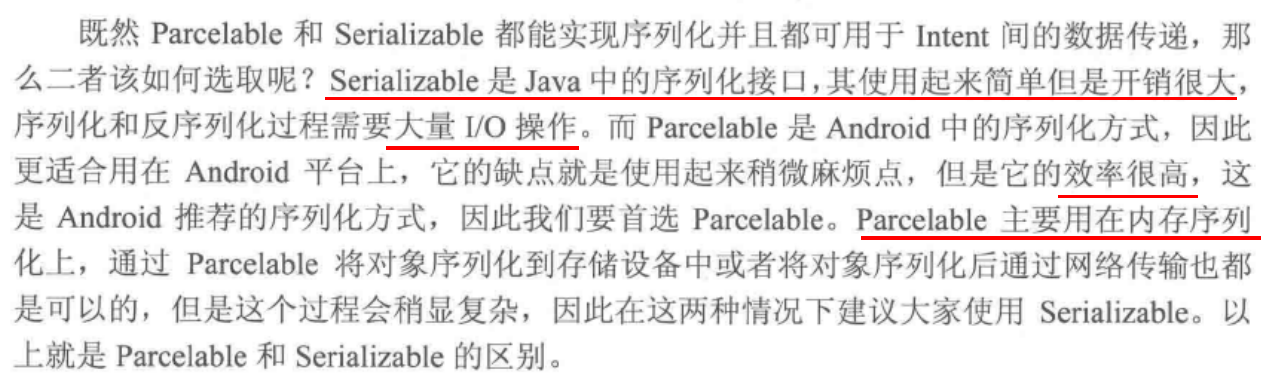 既然 Parcelable 和 Serializable 都能实现序列化并且都可用于 Intent 间的数据传递，那
么二者该如何选取呢？Serializable 是 Java 中的序列化接口，其使用起来简单但是开销很大，
序列化和反序列化过程需要大量 I/O 操作。而 Parcelable 是 Android 中的序列化方式，因此
更适合用在 Android 平台上，它的缺点就是使用起来稍微麻烦点，但是它的效率很高，这
是 Android 推荐的序列化方式，因此我们要首选 Parcelable。Parcelable 主要用在内存序列
化上，通过 Parcelable 将对象序列化到存储设备中或者将对象序列化后通过网络传输也都
是可以的，但是这个过程会稍显复杂，因此在这两种情况下建议大家使用 Serializable。以
上就是 Parcelable 和 Serializable 的区别。